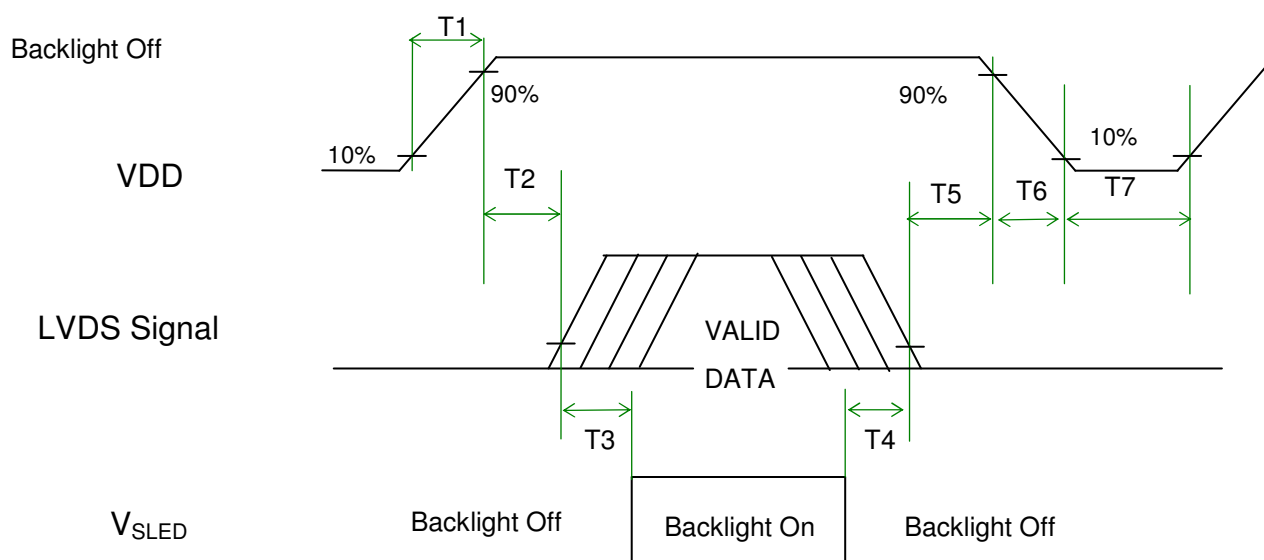 T1
Backlight Off
90% 90%
10% 10%
VDD
T2 T5 T6 T7
LVDS Signal
VALID
DATA
T3 T4
V_SLED
Backlight Off Backlight On Backlight Off